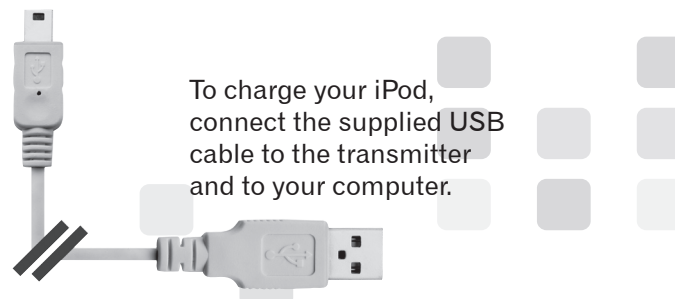 To charge your iPod,
connect the supplied USB
cable to the transmitter
and to your computer.